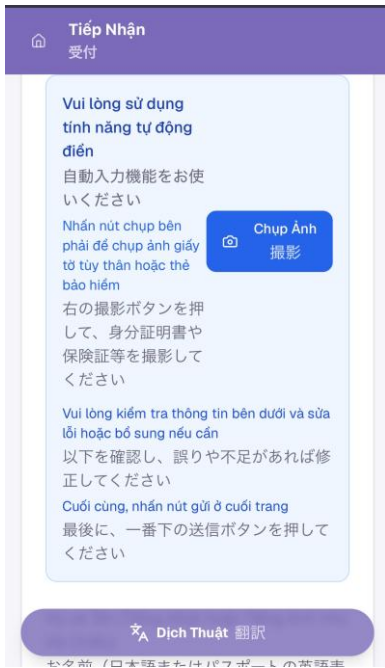 Tiếp Nhận
受付
Vui lòng sử dụng
tính năng tự động
điền
自動入力機能をお使
いください
Nhấn nút chụp bên
phải để chụp ảnh giấy
tờ tùy thân hoặc thẻ
bảo hiểm
右の撮影ボタンを押
して、身分証明書や
保険証等を撮影して
ください
Chụp Ảnh
撮影
Vui lòng kiểm tra thông tin bên dưới và sửa
lỗi hoặc bổ sung nếu cần
以下を確認し、誤りや不足があれば修
正してください
Cuối cùng, nhấn nút gửi ở cuối trang
最後に、一番下の送信ボタンを押して
ください
Dịch Thuật 翻訳
お名前（日本語またはパスポートの英語表